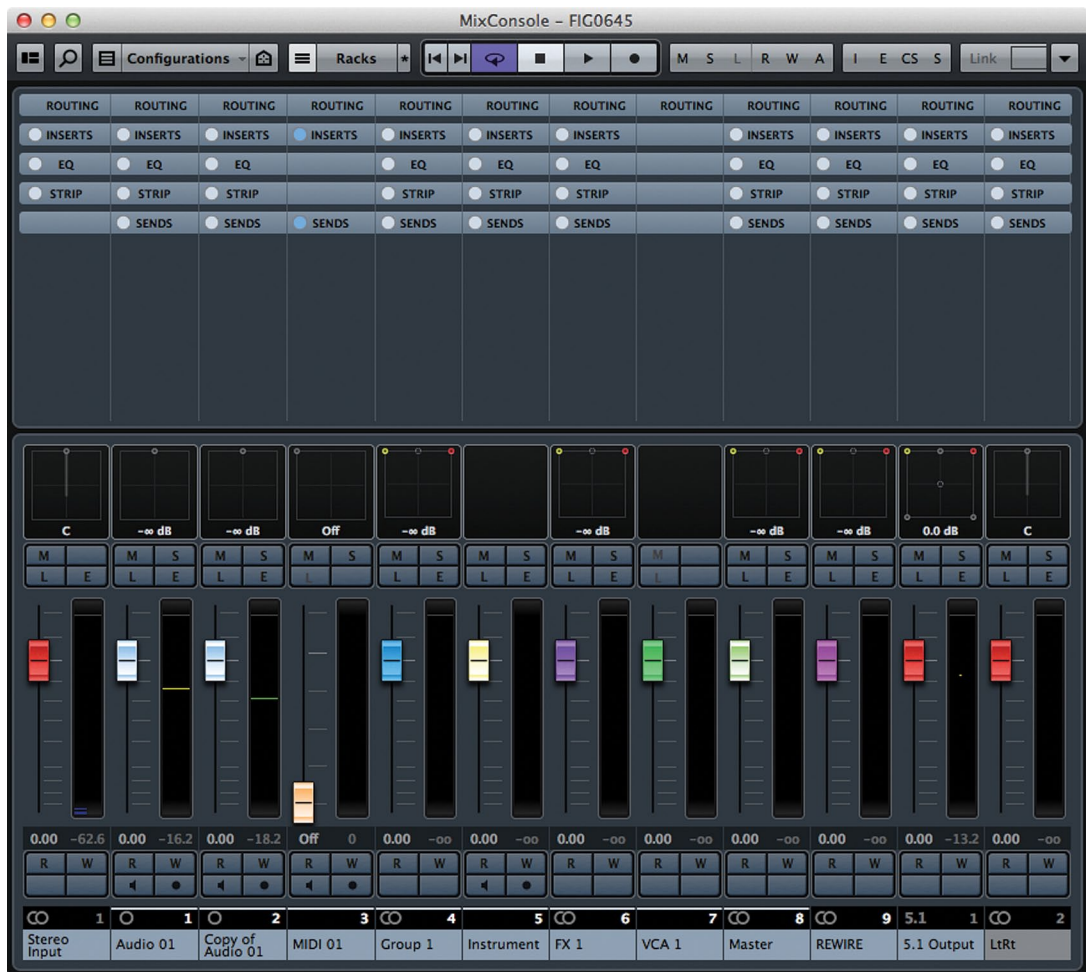 MixConsole – FIG0645
Configurations Racks * M S L R W A I E CS S Link
ROUTING ROUTING ROUTING ROUTING ROUTING ROUTING ROUTING ROUTING ROUTING ROUTING ROUTING ROUTING
INSERTS INSERTS INSERTS INSERTS INSERTS INSERTS INSERTS INSERTS INSERTS INSERTS INSERTS
EQ EQ EQ EQ EQ EQ EQ EQ EQ EQ
STRIP STRIP STRIP STRIP STRIP STRIP STRIP STRIP STRIP STRIP
SENDS SENDS SENDS SENDS SENDS SENDS SENDS SENDS SENDS SENDS
C -∞ dB -∞ dB Off -∞ dB -∞ dB -∞ dB -∞ dB 0.0 dB C
M M S M S M S M S M S M S M M S M S M S M S
L E L E L E L L E L E L E L L E L E L E L E
0.00 -62.6 0.00 -16.2 0.00 -18.2 Off 0 0.00 -oo 0.00 -oo 0.00 -oo 0.00 -oo 0.00 -oo 0.00 -oo 0.00 -13.2 0.00 -oo
R W R W R W R W R W R W R W R W R W R W R W R W
1 1 2 3 4 5 6 7 8 9 5.1 1 2
Stereo Input Audio 01 Copy of Audio 01 MIDI 01 Group 1 Instrument FX 1 VCA 1 Master REWIRE 5.1 Output LtRt